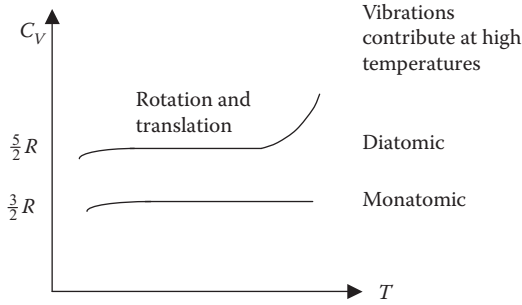 C_V
Vibrations
contribute at high
temperatures
Rotation and
translation
5/2 R
Diatomic
3/2 R
Monatomic
T